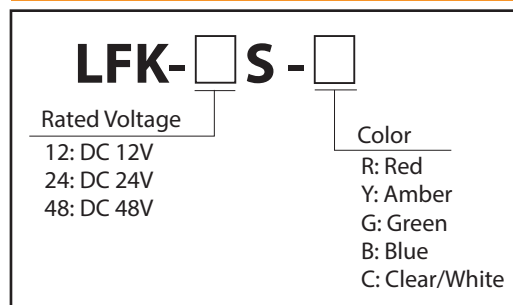 LFK-□ S - □
Rated Voltage
12: DC 12V
24: DC 24V
48: DC 48V
Color
R: Red
Y: Amber
G: Green
B: Blue
C: Clear/White